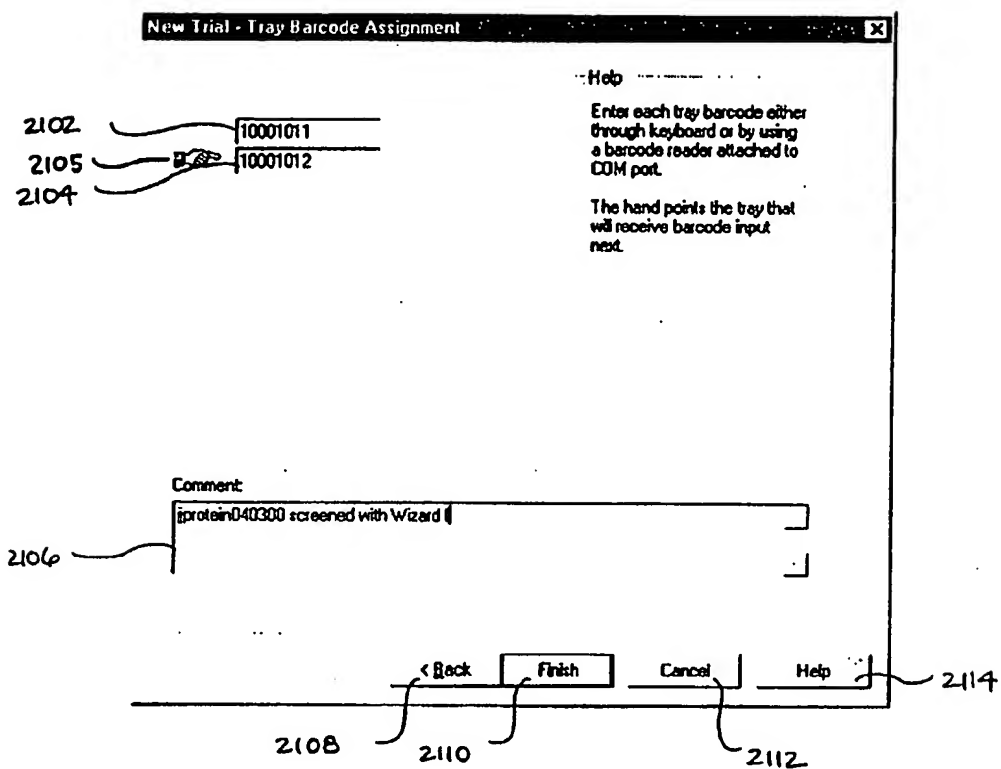 New Trial - Tray Barcode Assignment
Help
Enter each tray barcode either
through keyboard or by using
a barcode reader attached to
COM port.
The hand points the tray that
will receive barcode input
next.
2102
10001011
2105
10001012
2104
Comment:
jprotein040300 screened with Wizard I
2106
< Back
Finish
Cancel
Help
2114
2108
2110
2112